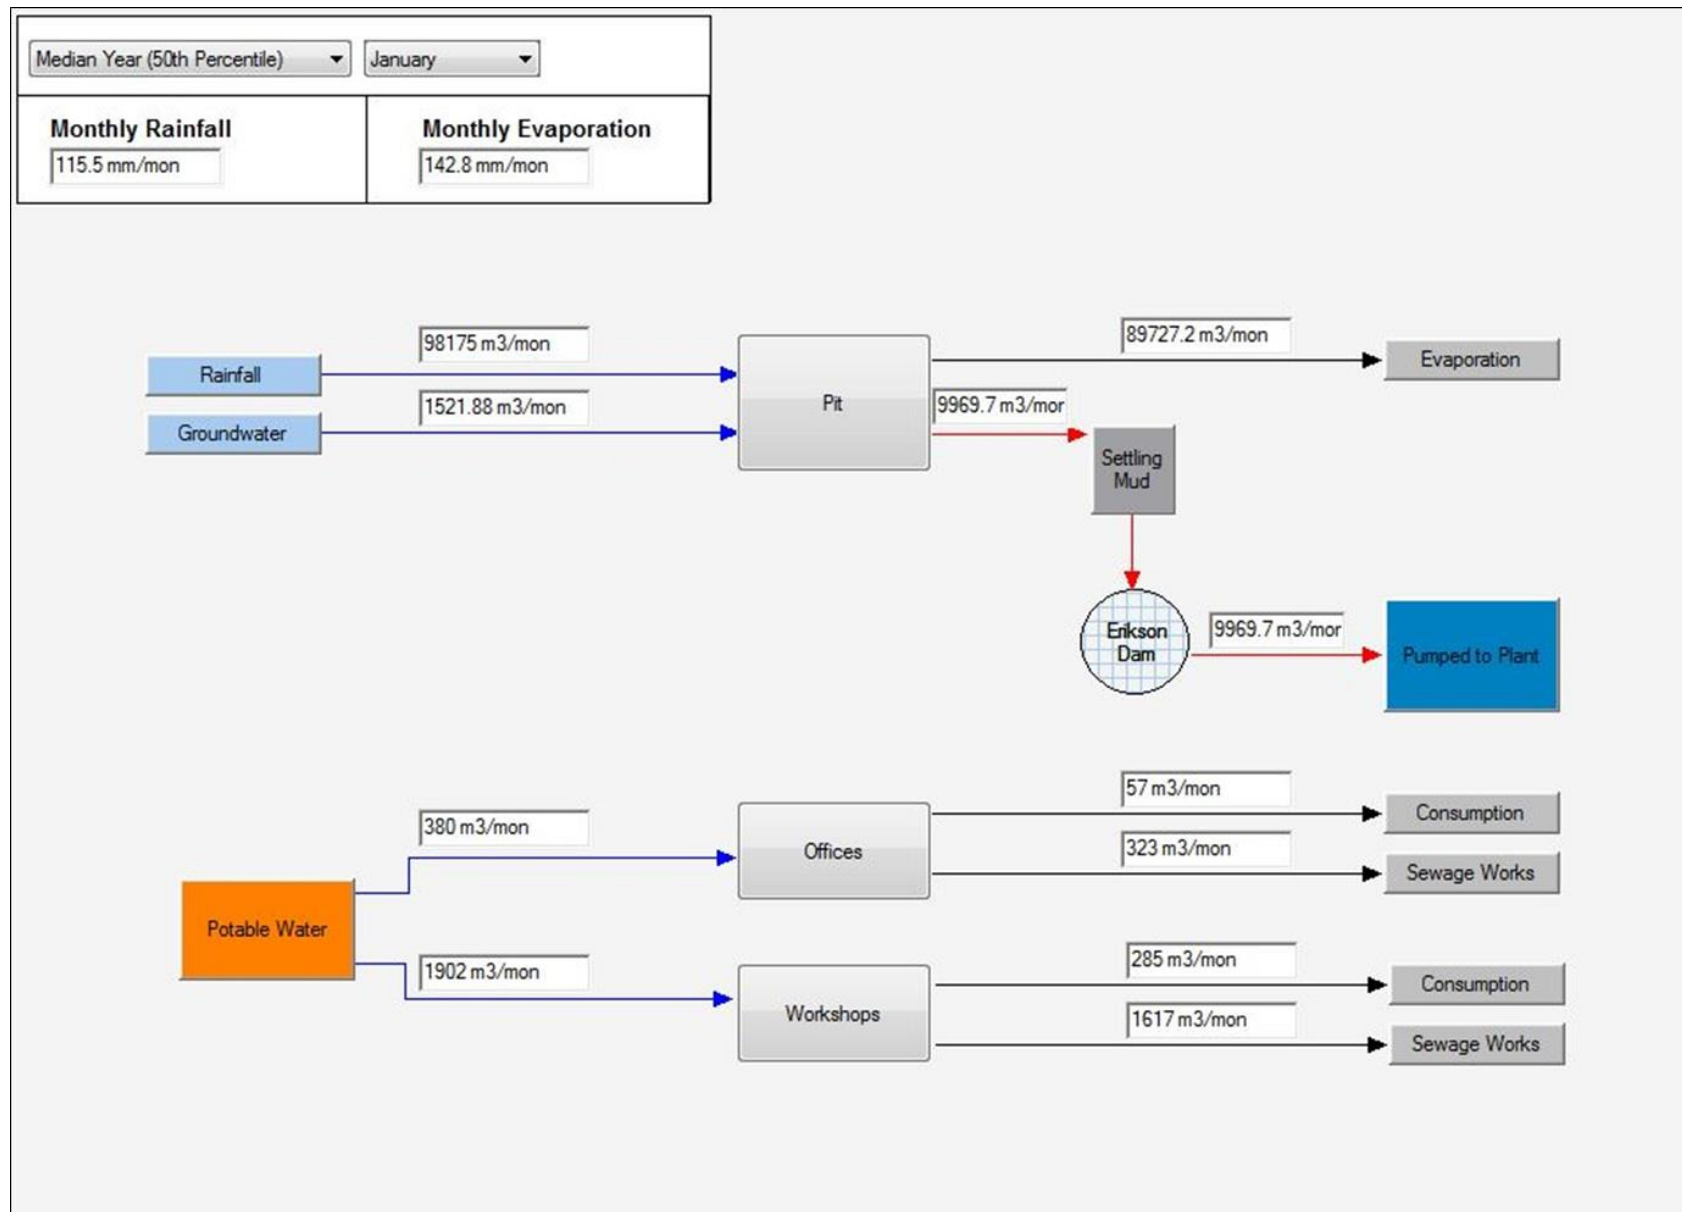 Median Year (50th Percentile)
January
Monthly Rainfall
115.5 mm/mon
Monthly Evaporation
142.8 mm/mon
Rainfall
98175 m3/mon
Groundwater
1521.88 m3/mon
Pit
89727.2 m3/mon
Evaporation
9969.7 m3/mor
Settling
Mud
Erikson
Dam
9969.7 m3/mor
Pumped to Plant
Potable Water
380 m3/mon
Offices
57 m3/mon
Consumption
323 m3/mon
Sewage Works
1902 m3/mon
Workshops
285 m3/mon
Consumption
1617 m3/mon
Sewage Works